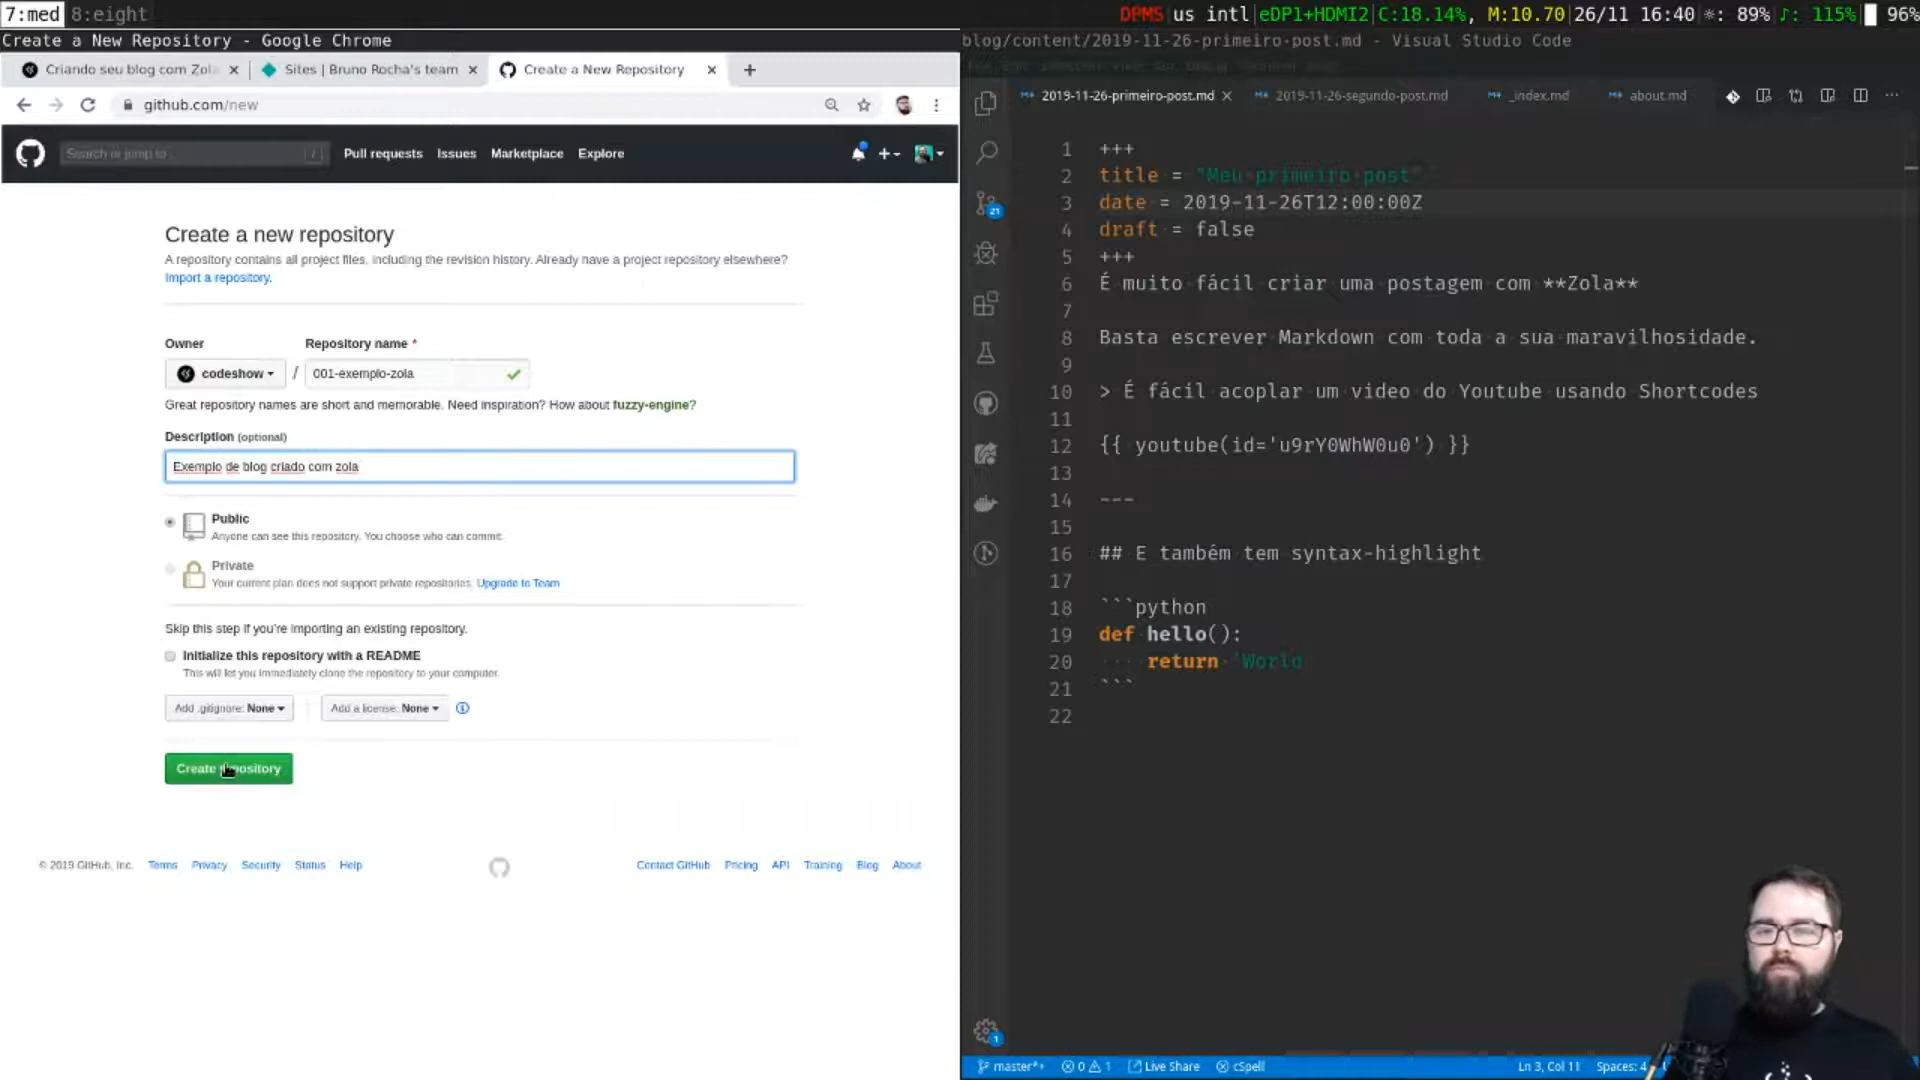 7:med 8:eight
DPMS us intl|eDP1+HDMI2|C:18.14%, M:10.70|26/11 16:40 ☼: 89% ♪: 115% 96%
Create a New Repository - Google Chrome
Criando seu blog com Zola × Sites | Bruno Rocha's team × Create a New Repository × +
github.com/new
Search or jump to... / Pull requests Issues Marketplace Explore
Create a new repository
A repository contains all project files, including the revision history. Already have a project repository elsewhere?
Import a repository.
Owner Repository name *
codeshow / 001-exemplo-zola
Great repository names are short and memorable. Need inspiration? How about fuzzy-engine?
Description (optional)
Exemplo de blog criado com zola
Public
Anyone can see this repository. You choose who can commit.
Private
Your current plan does not support private repositories. Upgrade to Team
Skip this step if you're importing an existing repository.
Initialize this repository with a README
This will let you immediately clone the repository to your computer.
Add .gitignore: None Add a license: None
Create repository
© 2019 GitHub, Inc. Terms Privacy Security Status Help Contact GitHub Pricing API Training Blog About
blog/content/2019-11-26-primeiro-post.md - Visual Studio Code
2019-11-26-primeiro-post.md × 2019-11-26-segundo-post.md _index.md about.md
1 +++
2 title = "Meu primeiro post"
3 date = 2019-11-26T12:00:00Z
4 draft = false
5 +++
6 É muito fácil criar uma postagem com **Zola**
7
8 Basta escrever Markdown com toda a sua maravilhosidade.
9
10 > É fácil acoplar um video do Youtube usando Shortcodes
11
12 {{ youtube(id='u9rY0WhW0u0') }}
13
14 ---
15
16 ## E também tem syntax-highlight
17
18 ```python
19 def hello():
20 return 'World
21 ```
22
21
1
master*+ 0 1 Live Share cSpell Ln 3, Col 11 Spaces: 4